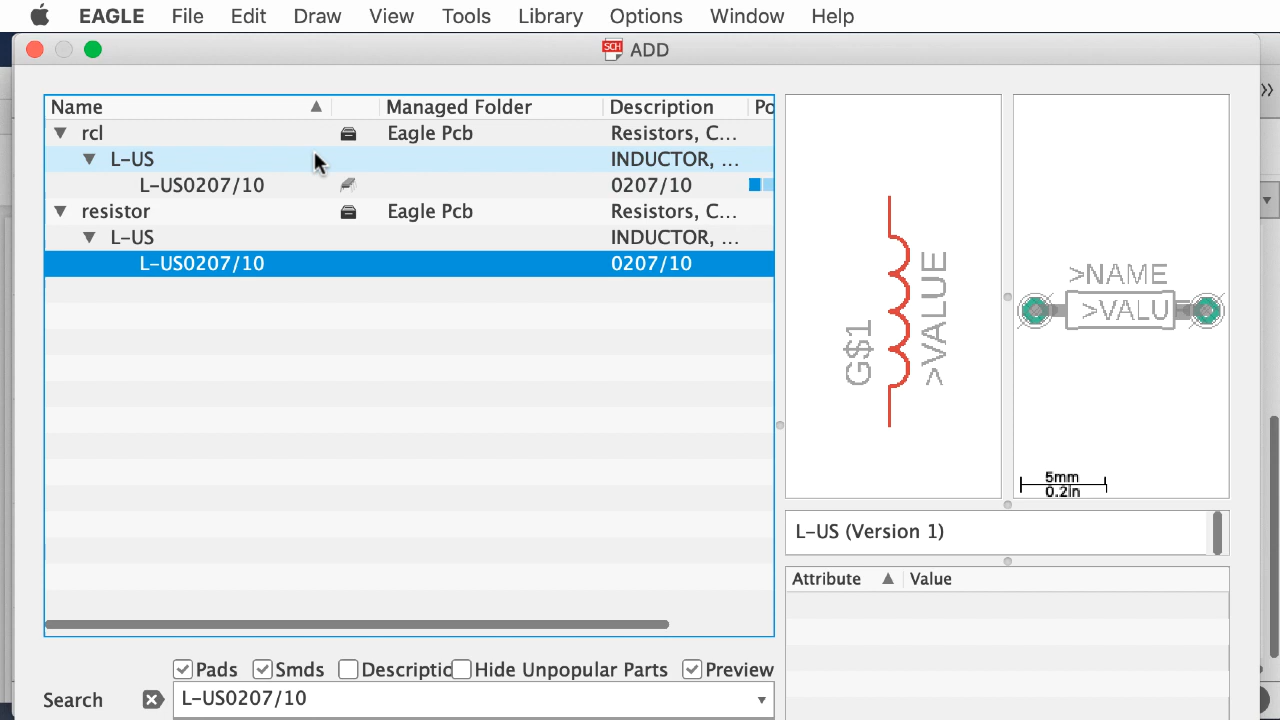 EAGLE File Edit Draw View Tools Library Options Window Help
SCH ADD
Name Managed Folder Description Po
rcl Eagle Pcb Resistors, C...
L-US INDUCTOR, ...
L-US0207/10 0207/10
resistor Eagle Pcb Resistors, C...
L-US INDUCTOR, ...
L-US0207/10 0207/10
G$1
>VALUE
>NAME
>VALU
5mm
0.2in
L-US (Version 1)
Attribute Value
Pads Smds Descriptio Hide Unpopular Parts Preview
Search L-US0207/10